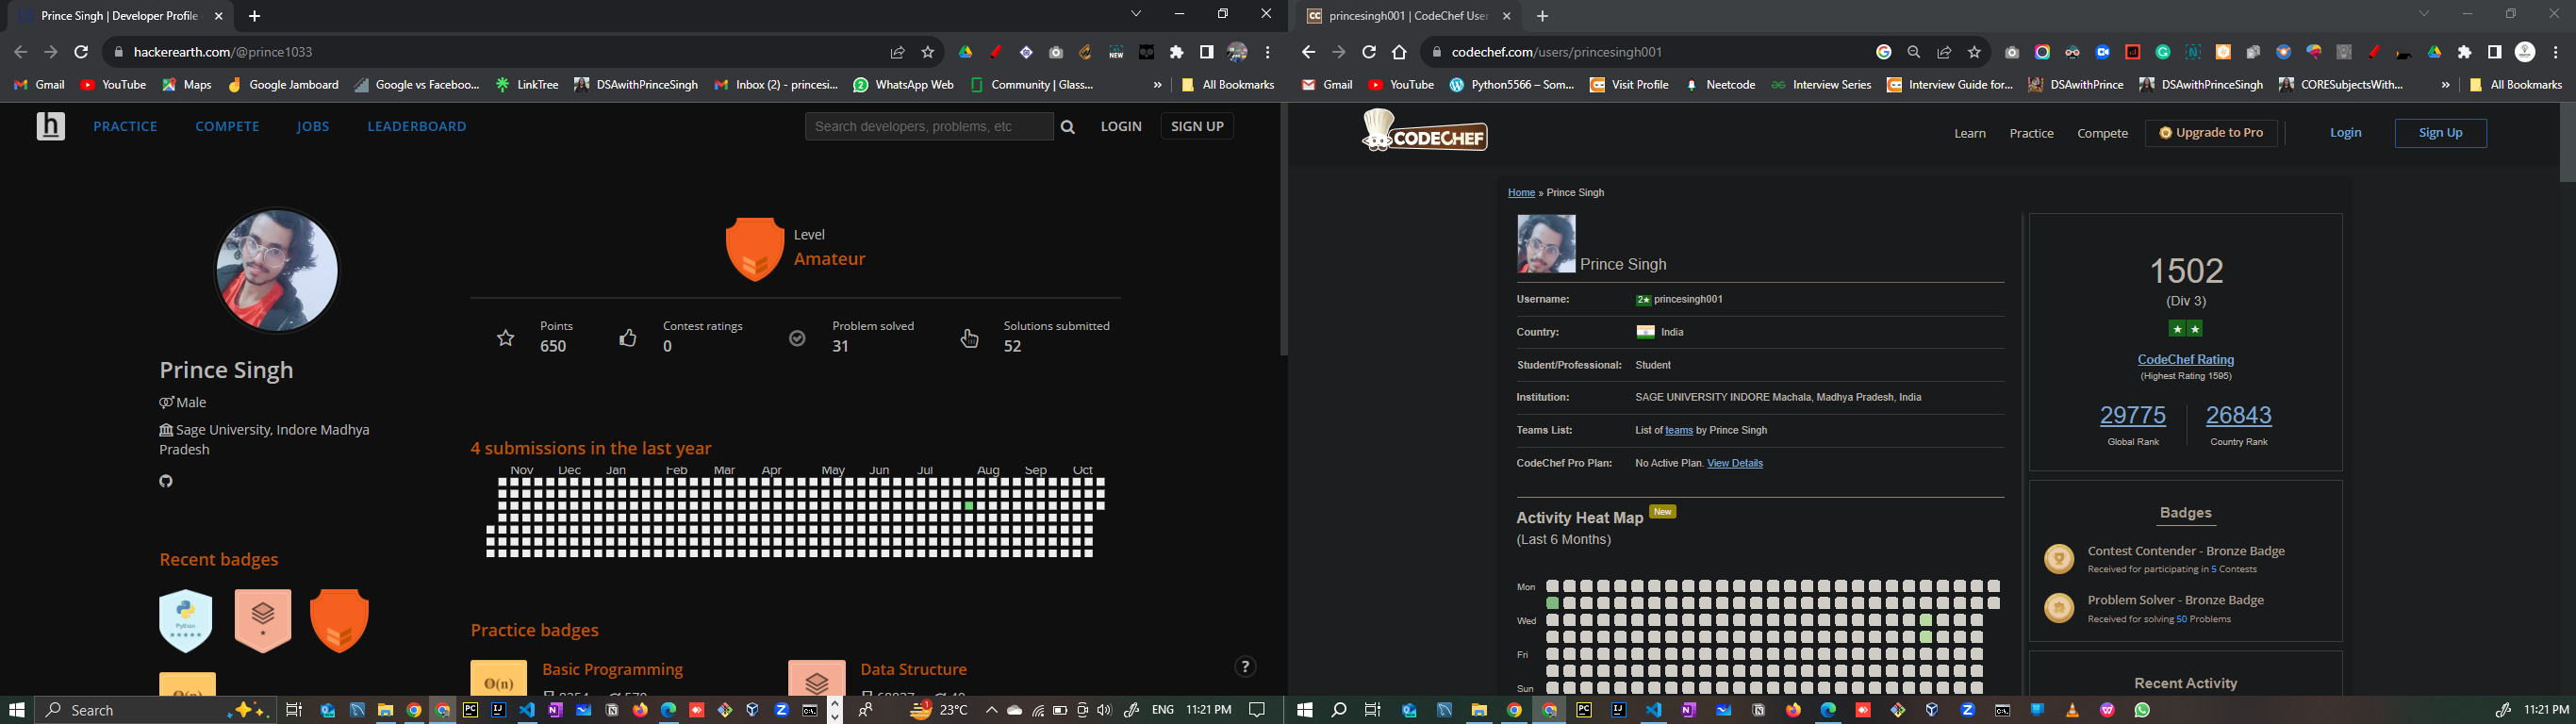 Prince Singh | Developer Profile
hackerearth.com/@prince1033
Gmail YouTube Maps Google Jamboard Google vs Faceboo... LinkTree DSAwithPrinceSingh Inbox (2) - princesi... WhatsApp Web Community | Glass... » All Bookmarks
h PRACTICE COMPETE JOBS LEADERBOARD Search developers, problems, etc LOGIN SIGN UP
Level
Amateur
Points Contest ratings Problem solved Solutions submitted
650 0 31 52
Prince Singh
Male
Sage University, Indore Madhya
Pradesh
4 submissions in the last year
Nov Dec Jan Feb Mar Apr May Jun Jul Aug Sep Oct
Recent badges
Python
Practice badges
O(n) Basic Programming Data Structure
?
Search 1 23°C ENG 11:21 PM
princesingh001 | CodeChef User
codechef.com/users/princesingh001
Gmail YouTube Python5566 – Som... Visit Profile Neetcode Interview Series Interview Guide for... DSAwithPrince DSAwithPrinceSingh CORESubjectsWith... » All Bookmarks
CODECHEF Learn Practice Compete Upgrade to Pro Login Sign Up
Home » Prince Singh
Prince Singh
Username: 2★ princesingh001
Country: India
Student/Professional: Student
Institution: SAGE UNIVERSITY INDORE Machala, Madhya Pradesh, India
Teams List: List of teams by Prince Singh
CodeChef Pro Plan: No Active Plan. View Details
Activity Heat Map New
(Last 6 Months)
Mon
Wed
Fri
Sun
1502
(Div 3)
★ ★
CodeChef Rating
(Highest Rating 1595)
29775 26843
Global Rank Country Rank
Badges
Contest Contender - Bronze Badge
Received for participating in 5 Contests
Problem Solver - Bronze Badge
Received for solving 50 Problems
Recent Activity
11:21 PM